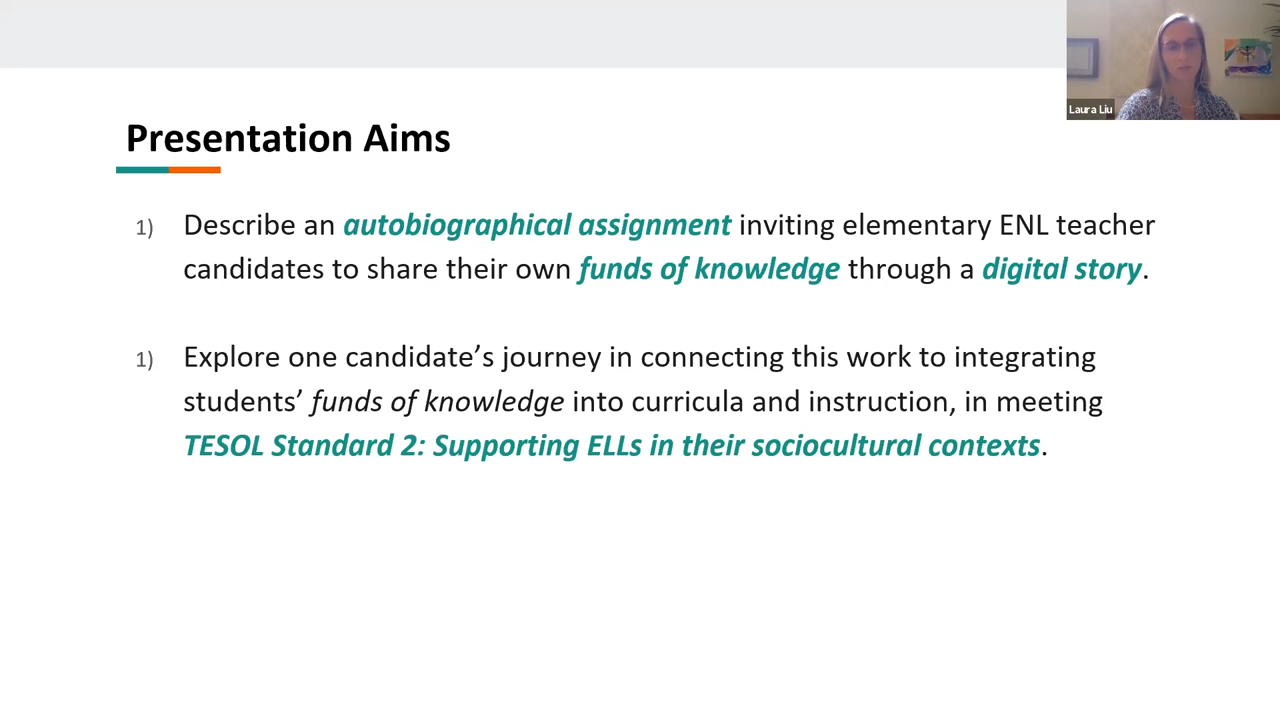 Laura Liu
Presentation Aims
1) Describe an autobiographical assignment inviting elementary ENL teacher
candidates to share their own funds of knowledge through a digital story.
1) Explore one candidate’s journey in connecting this work to integrating
students’ funds of knowledge into curricula and instruction, in meeting
TESOL Standard 2: Supporting ELLs in their sociocultural contexts.